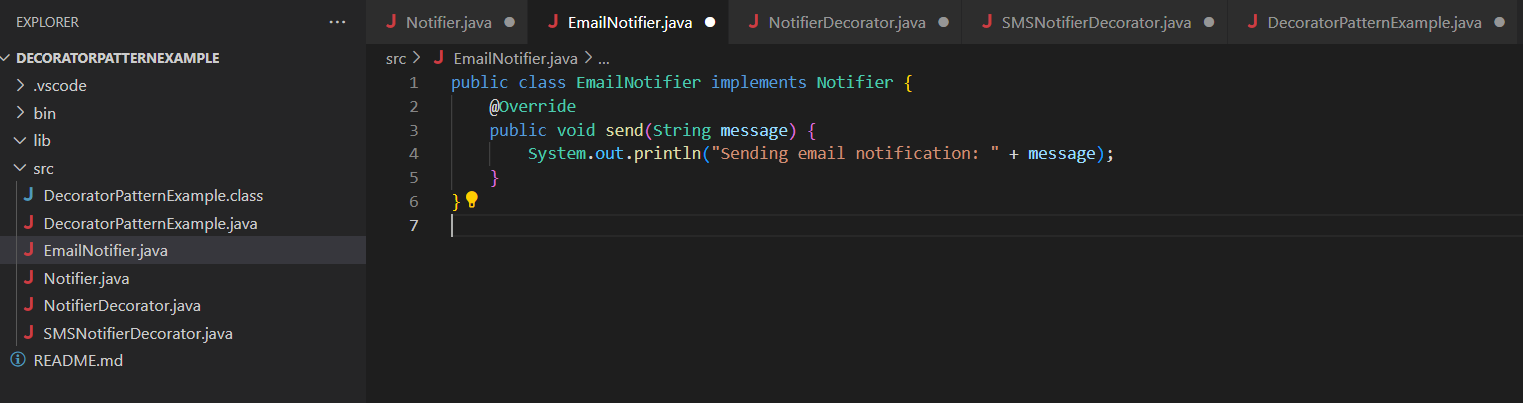 EXPLORER ...
Notifier.java EmailNotifier.java NotifierDecorator.java SMSNotifierDecorator.java DecoratorPatternExample.java
DECORATORPATTERNEXAMPLE
.vscode
bin
lib
src
DecoratorPatternExample.class
DecoratorPatternExample.java
EmailNotifier.java
Notifier.java
NotifierDecorator.java
SMSNotifierDecorator.java
README.md
src > EmailNotifier.java > ...
1 public class EmailNotifier implements Notifier {
2 @Override
3 public void send(String message) {
4 System.out.println("Sending email notification: " + message);
5 }
6 }
7